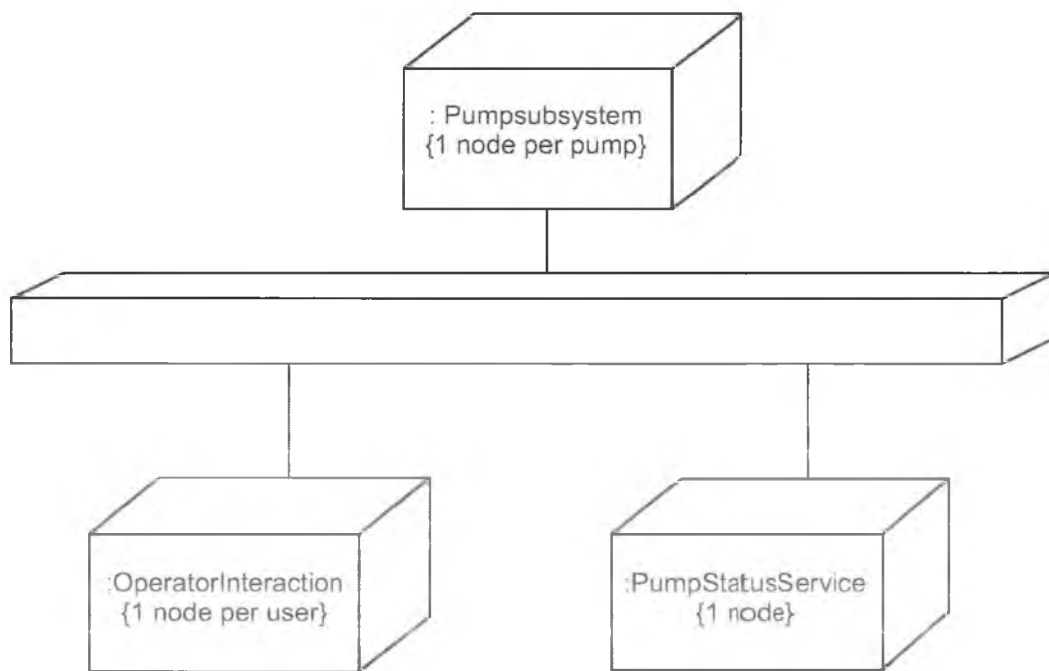 : Pumpsubsystem
{1 node per pump}
:OperatorInteraction
{1 node per user}
:PumpStatusService
{1 node}